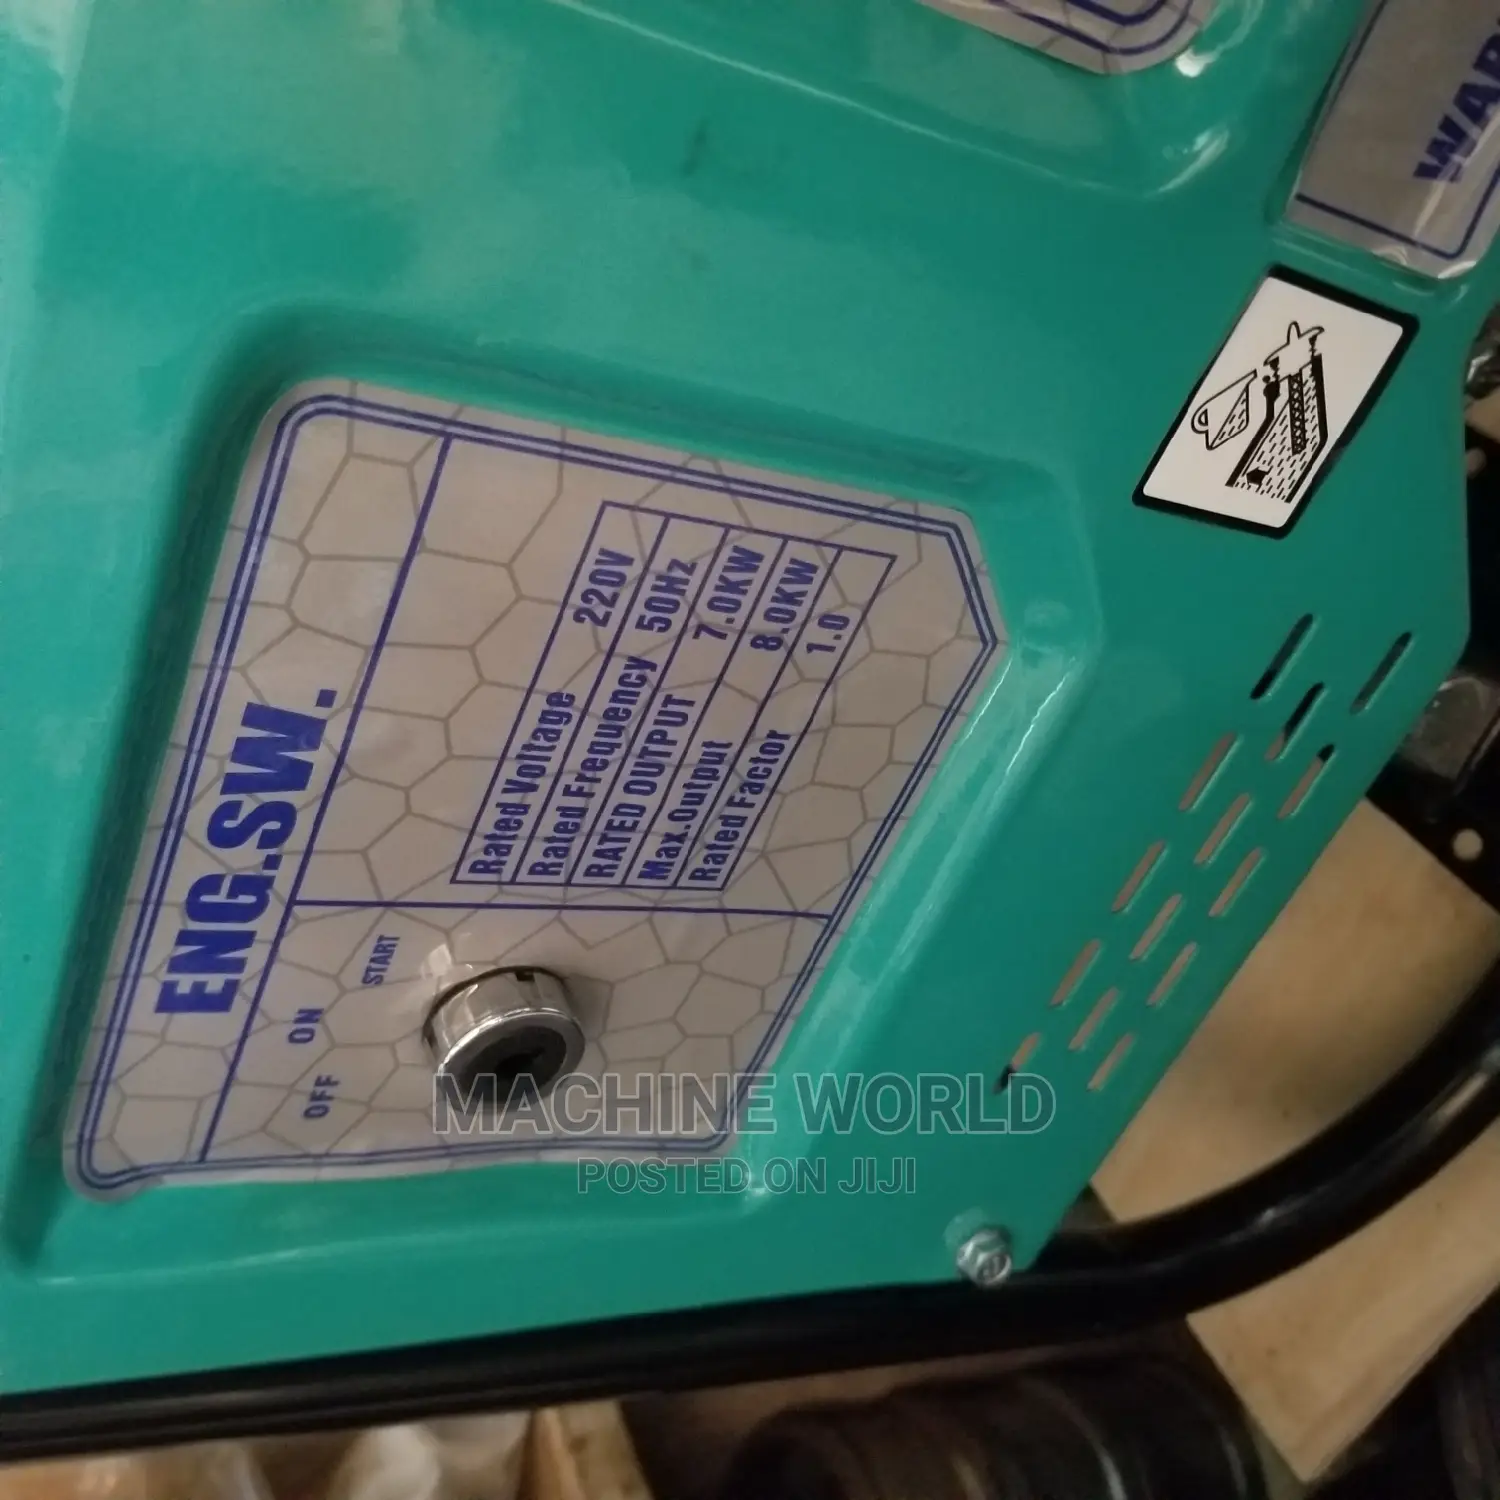 WAR
ENG.SW.
OFF ON START
Rated Voltage 220V
Rated Frequency 50Hz
RATED OUTPUT 7.0KW
Max.Output 8.0KW
Rated Factor 1.0
MACHINE WORLD
POSTED ON JIJI